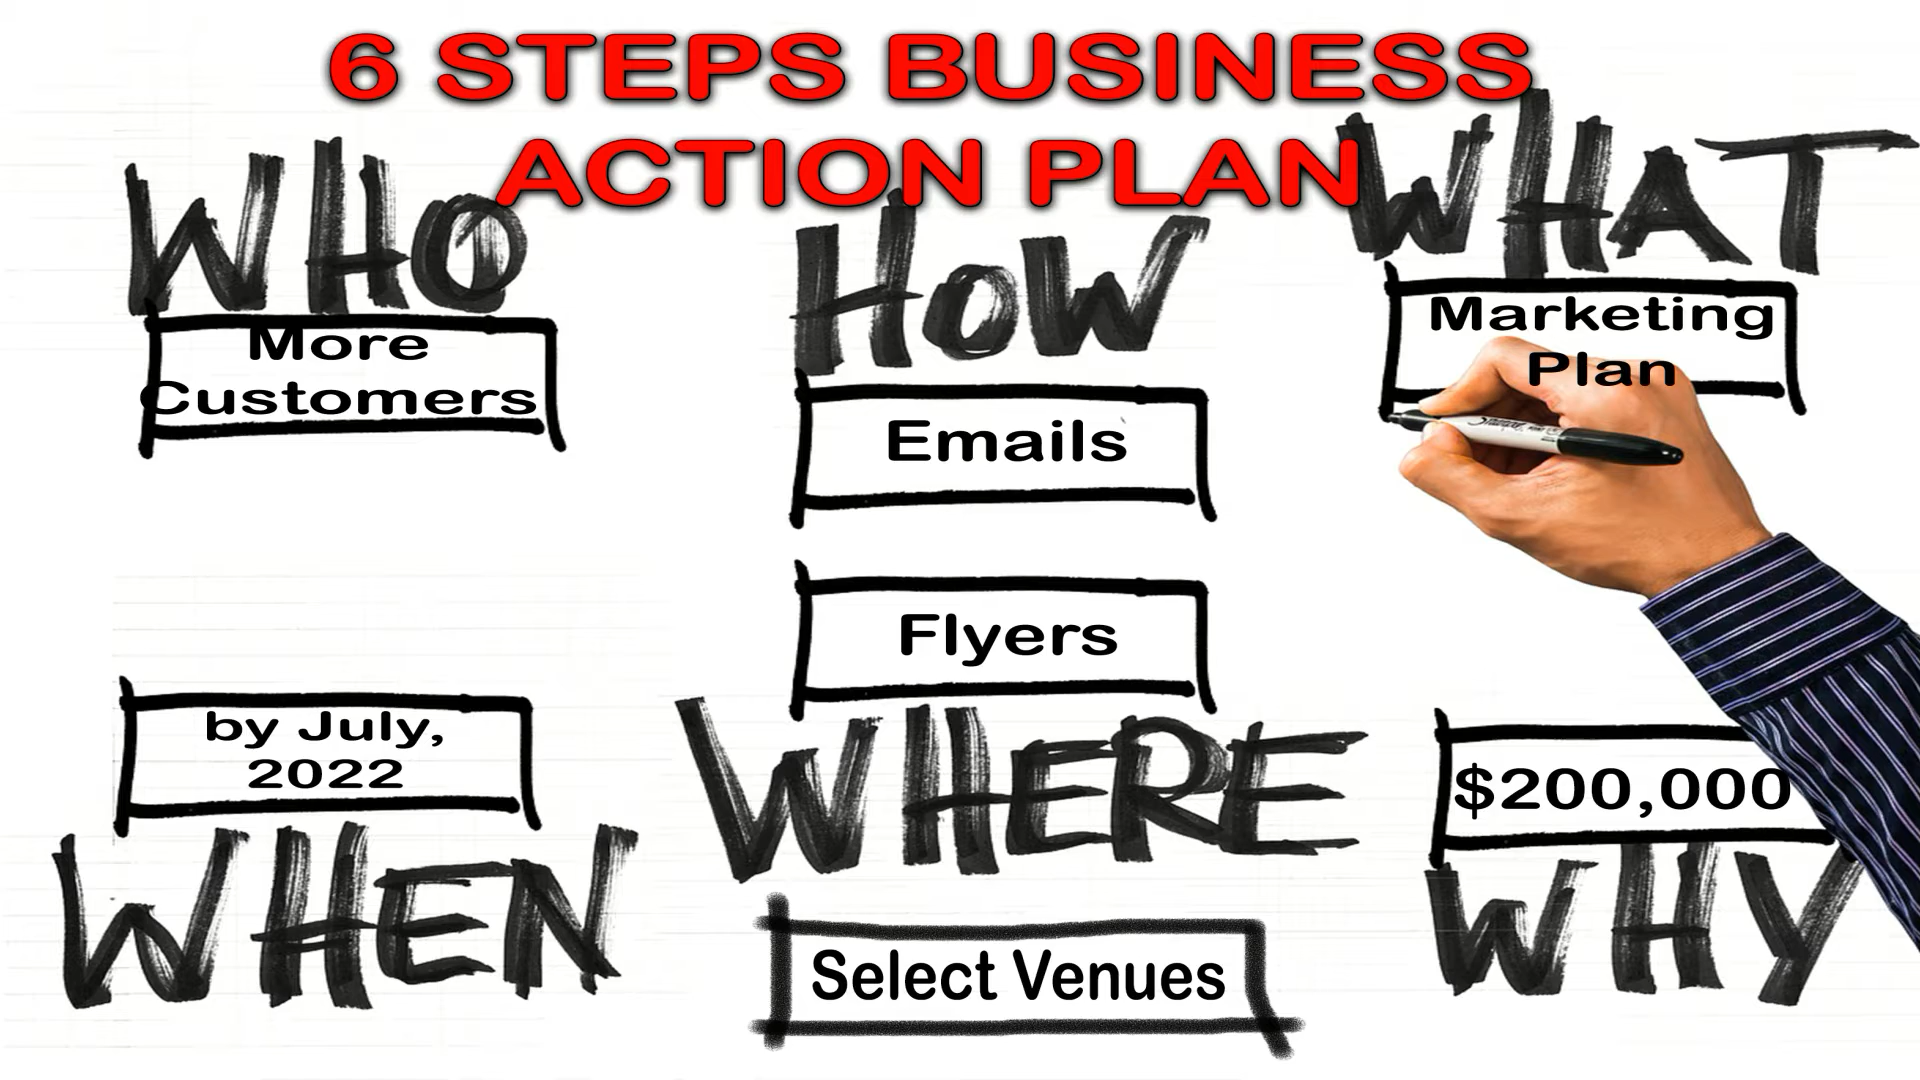 6 STEPS BUSINESS
ACTION PLAN
WHO
More
Customers
HOW
Emails
Flyers
WHAT
Marketing
Plan
by July,
2022
WHEN
WHERE
Select Venues
$200,000
WHY